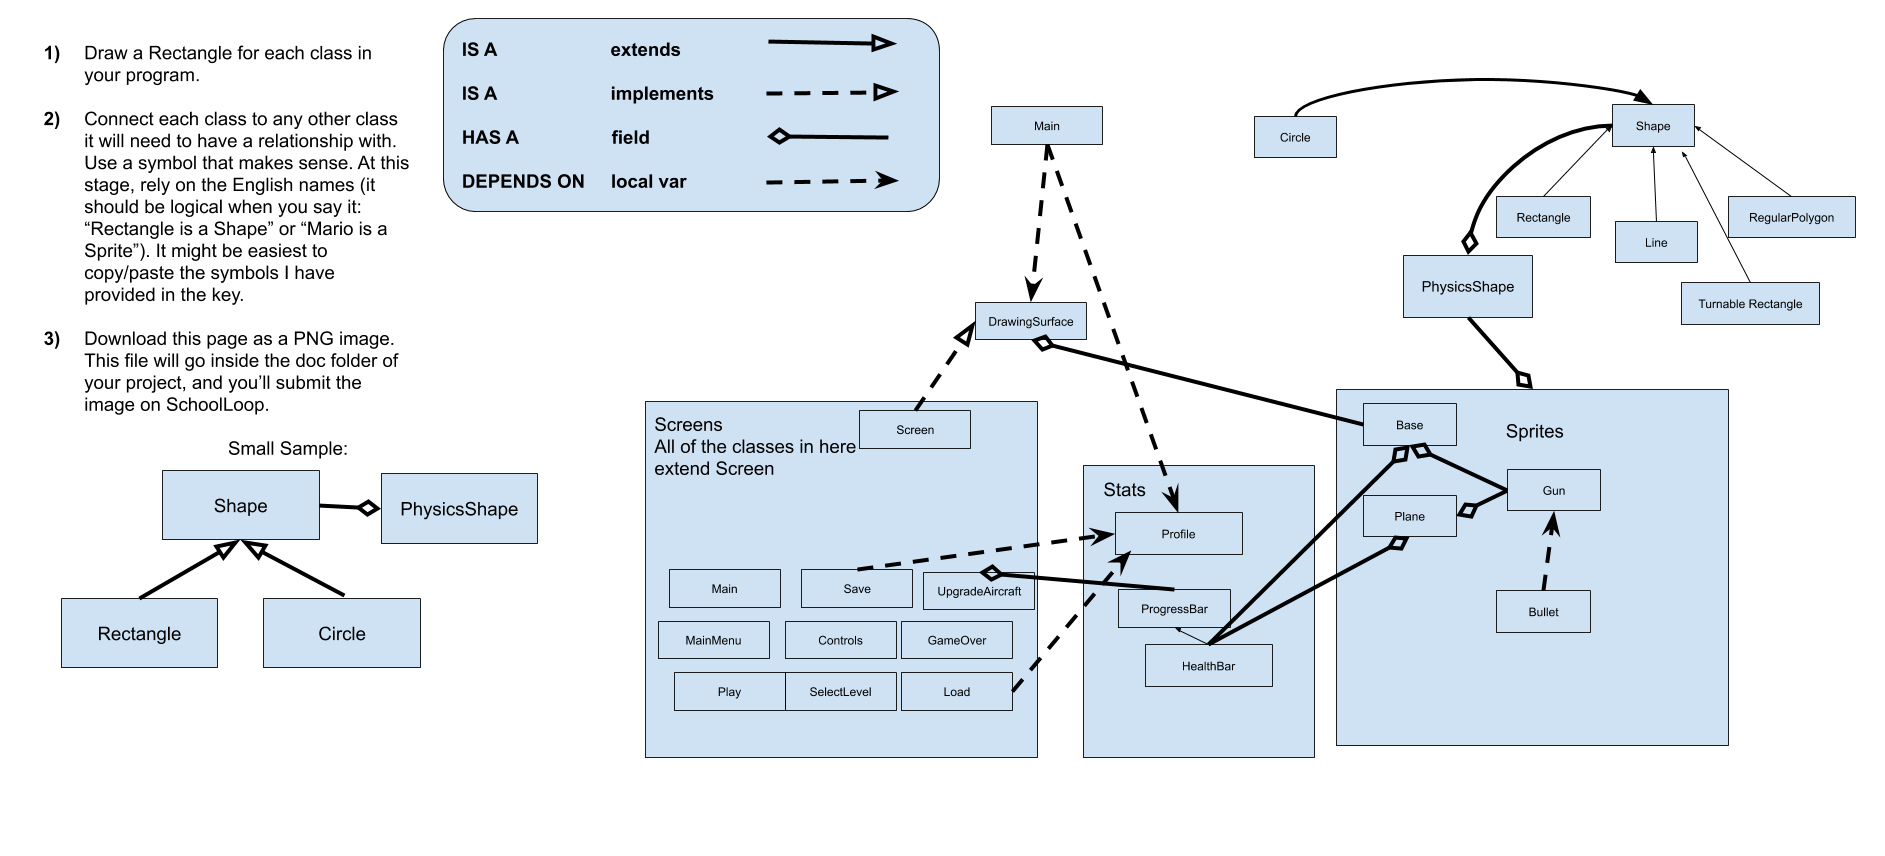 1) Draw a Rectangle for each class in
your program.
2) Connect each class to any other class
it will need to have a relationship with.
Use a symbol that makes sense. At this
stage, rely on the English names (it
should be logical when you say it:
“Rectangle is a Shape” or “Mario is a
Sprite”). It might be easiest to
copy/paste the symbols I have
provided in the key.
3) Download this page as a PNG image.
This file will go inside the doc folder of
your project, and you’ll submit the
image on SchoolLoop.
Small Sample:
Shape
PhysicsShape
Rectangle
Circle
IS A extends
IS A implements
HAS A field
DEPENDS ON local var
Main
DrawingSurface
Circle
Shape
Rectangle
Line
RegularPolygon
Turnable Rectangle
PhysicsShape
Screens
All of the classes in here
extend Screen
Screen
Main
Save
UpgradeAircraft
MainMenu
Controls
GameOver
Play
SelectLevel
Load
Stats
Profile
ProgressBar
HealthBar
Sprites
Base
Gun
Plane
Bullet